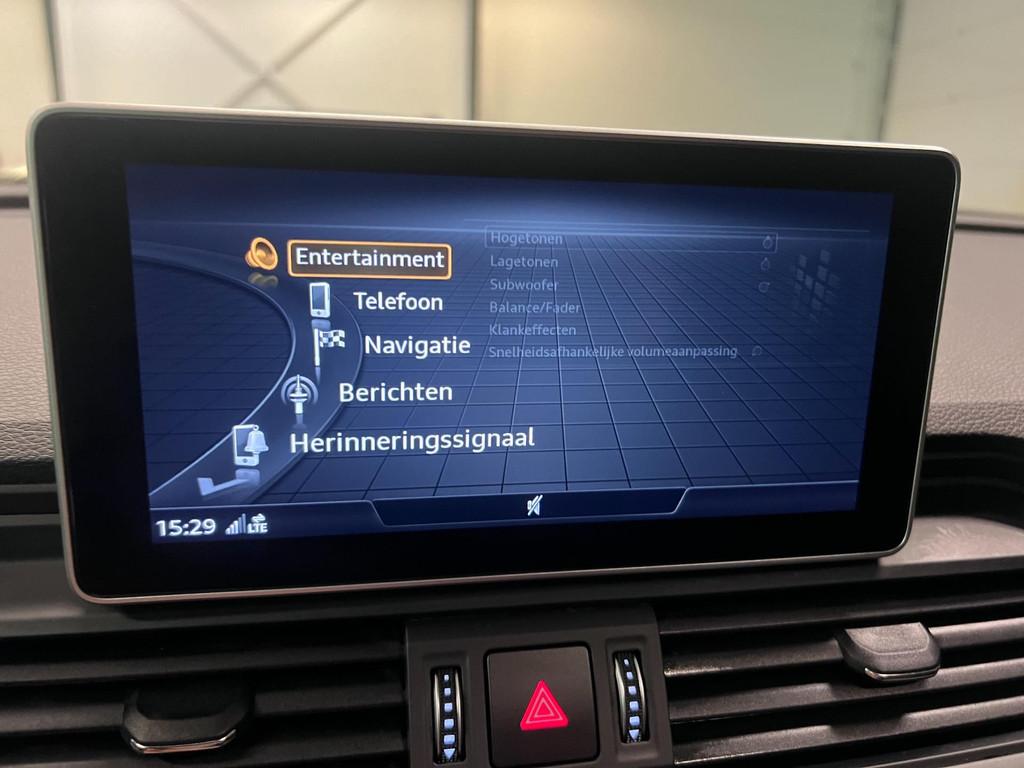 Entertainment
Telefoon
Navigatie
Berichten
Herinneringssignaal
Hogetonen
Lagetonen
Subwoofer
Balance/Fader
Klankeffecten
Snelheidsafhankelijke volumeaanpassing
15:29 LTE